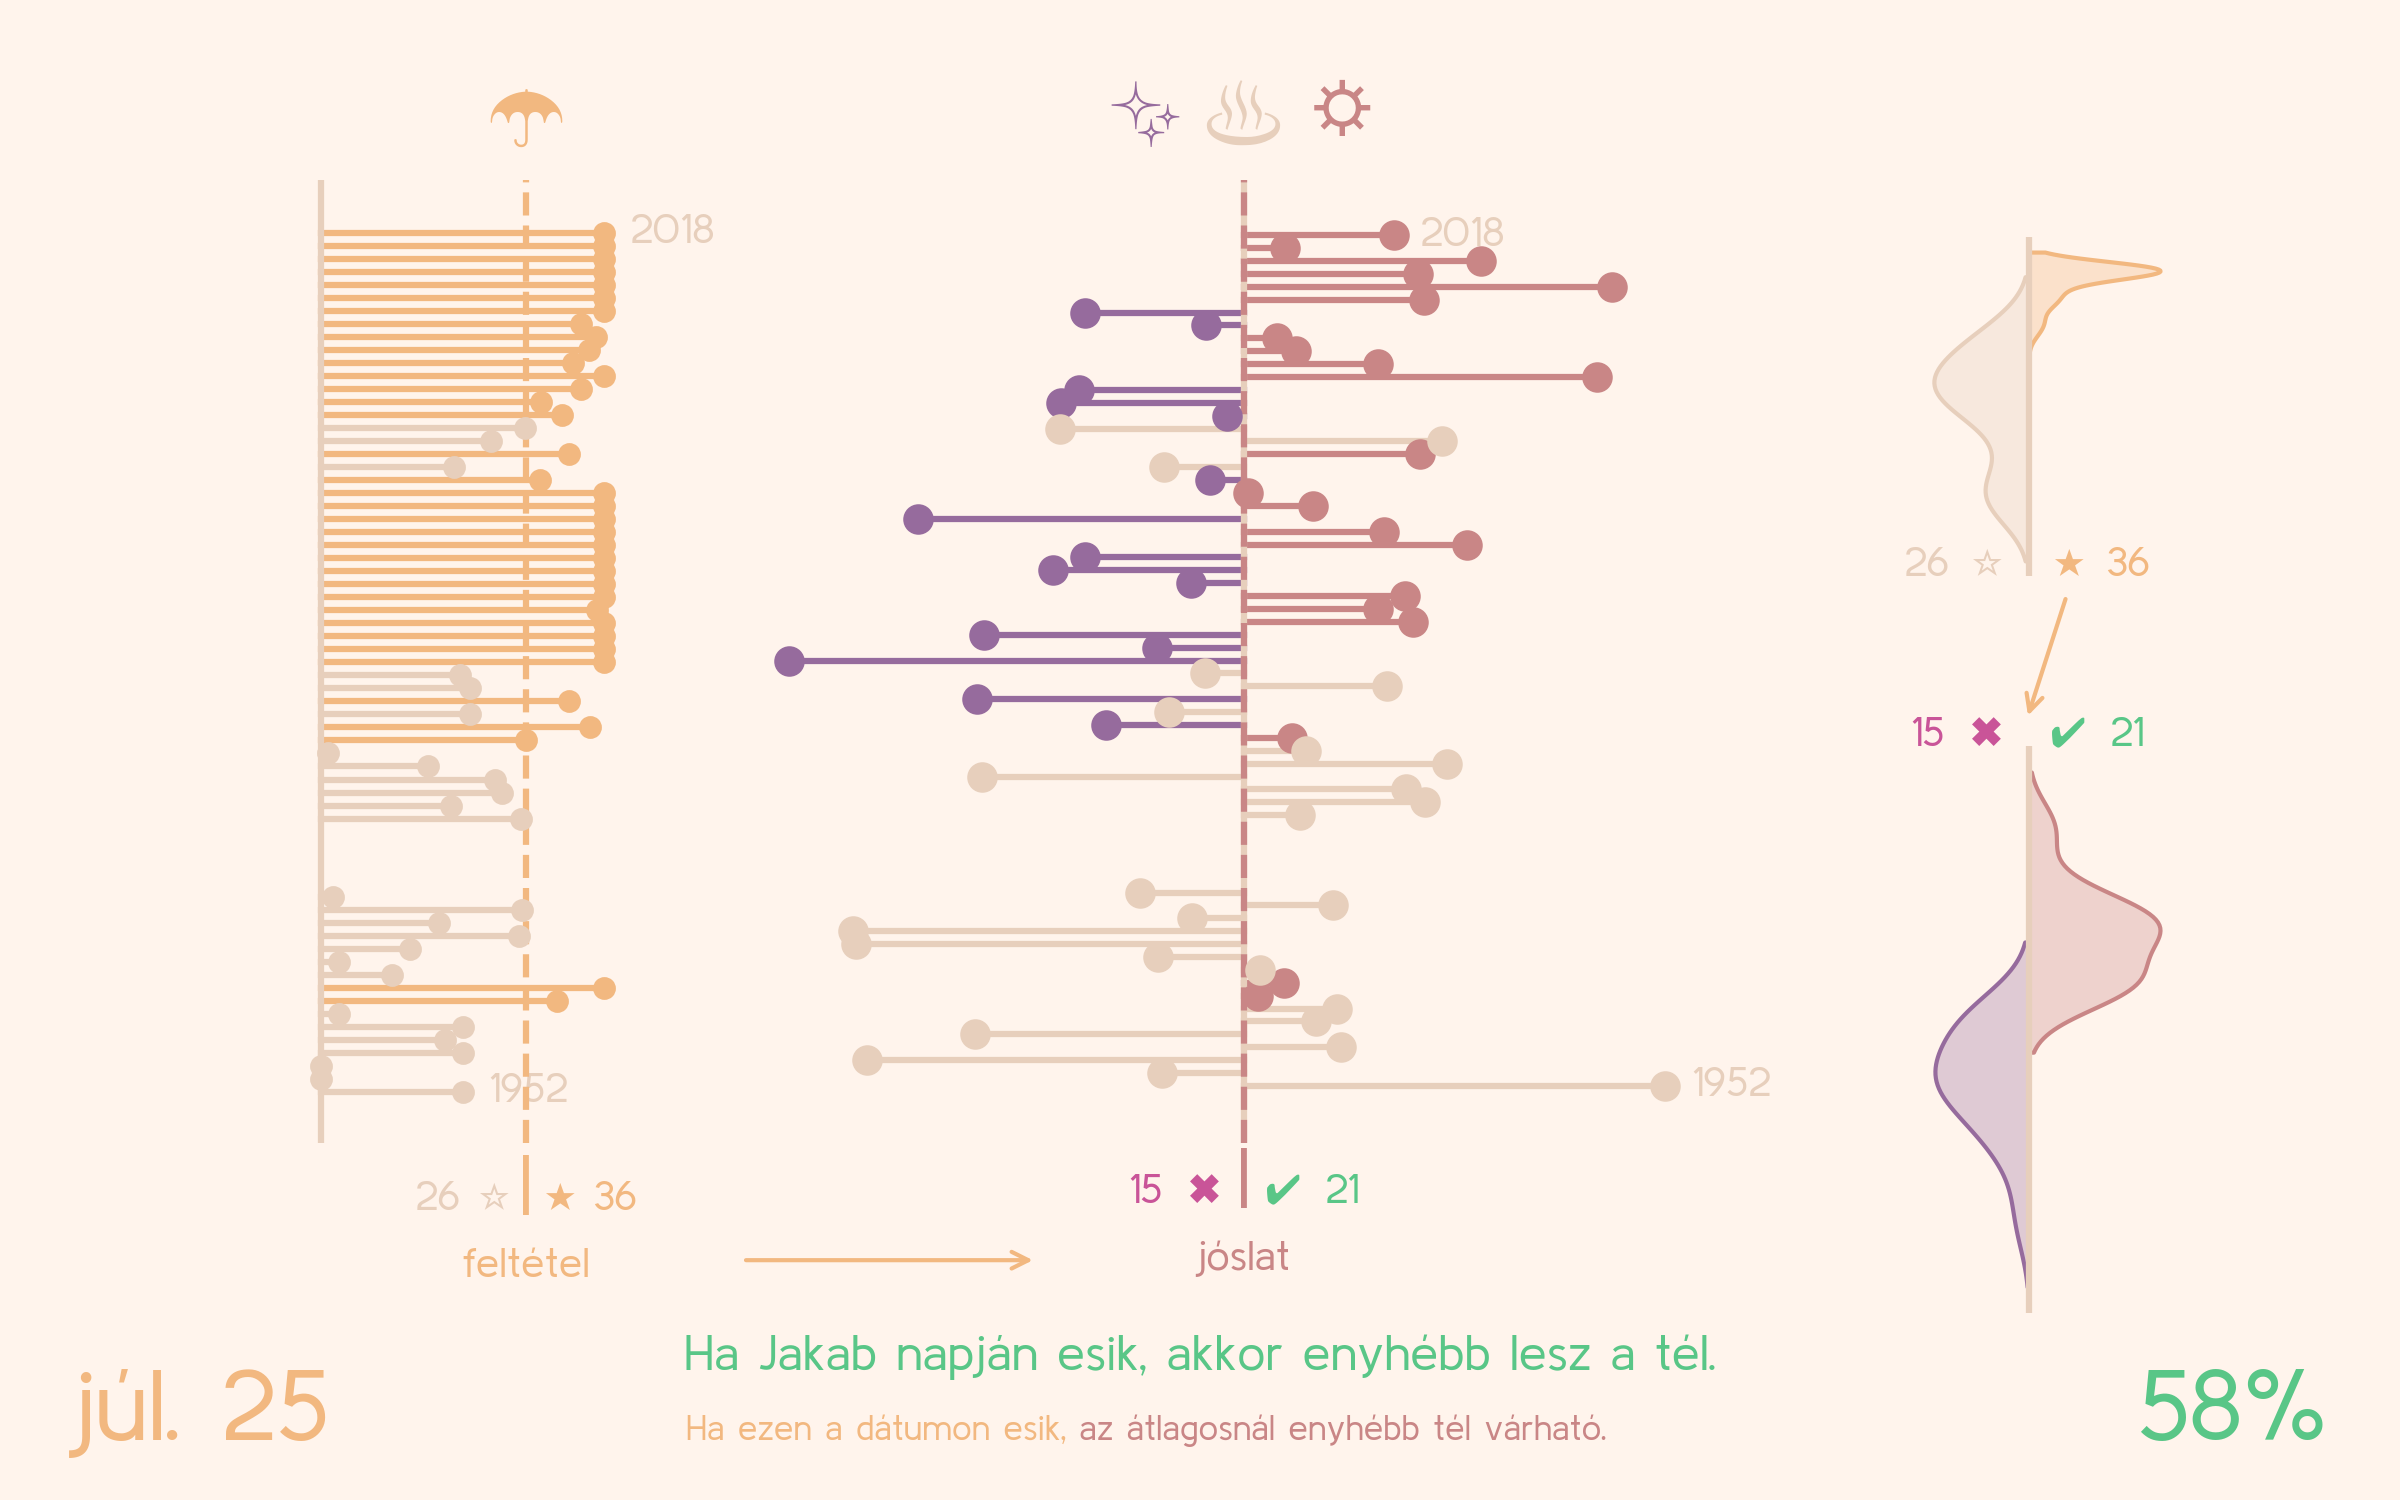 2018
2018
1952
1952
26 ☆ ★ 36
15 ✖ ✔ 21
26 ☆ ★ 36
15 ✖ ✔ 21
feltétel
jóslat
Ha Jakab napján esik, akkor enyhébb lesz a tél.
júl. 25
58%
Ha ezen a dátumon esik, az átlagosnál enyhébb tél várható.